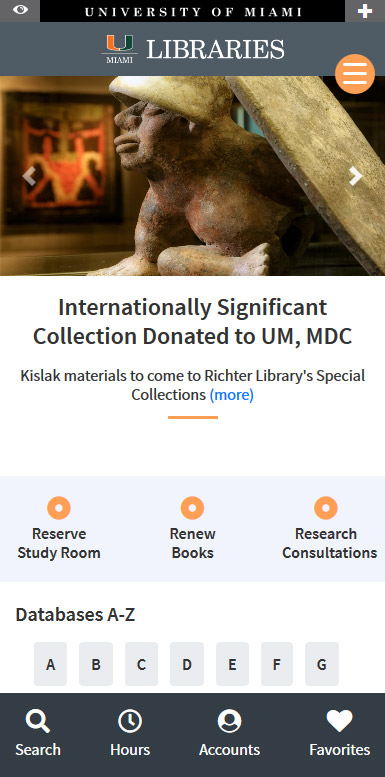 UNIVERSITY OF MIAMI
MIAMI
LIBRARIES
Internationally Significant
Collection Donated to UM, MDC
Kislak materials to come to Richter Library's Special
Collections (more)
Reserve
Study Room
Renew
Books
Research
Consultations
Databases A-Z
A B C D E F G
Search Hours Accounts Favorites